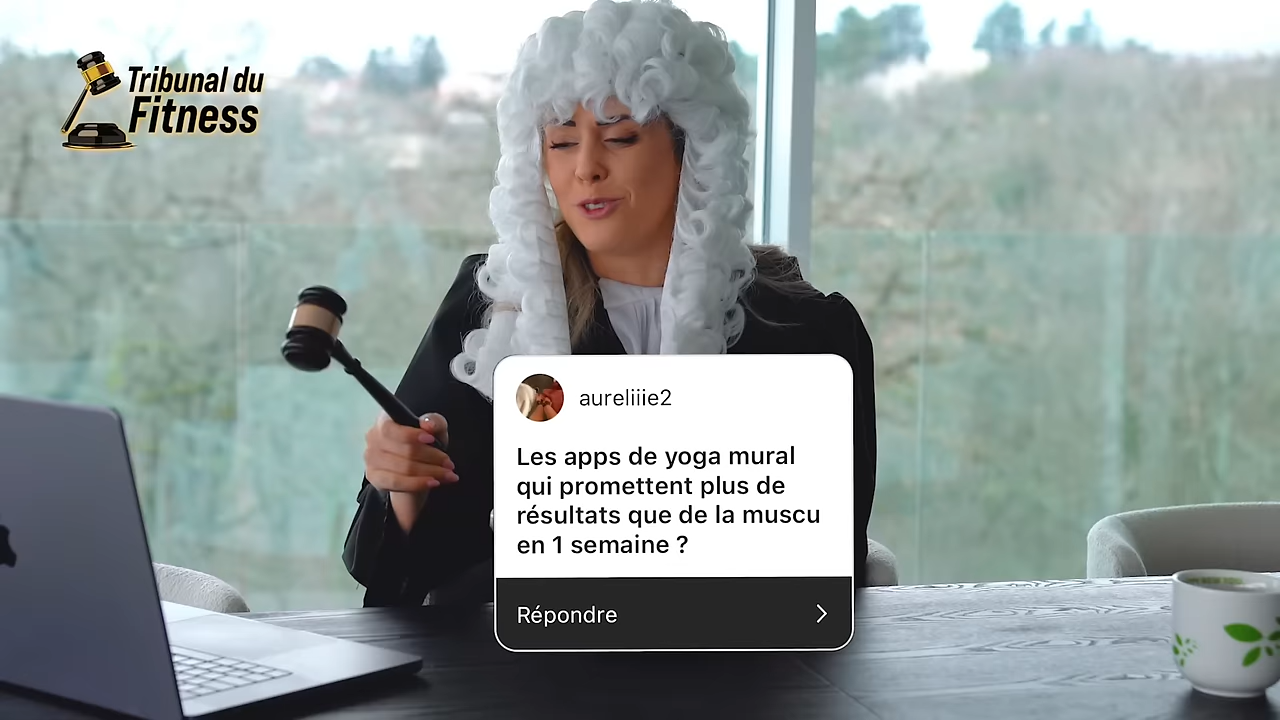 Tribunal du
Fitness
aureliiie2
Les apps de yoga mural
qui promettent plus de
résultats que de la muscu
en 1 semaine ?
Répondre